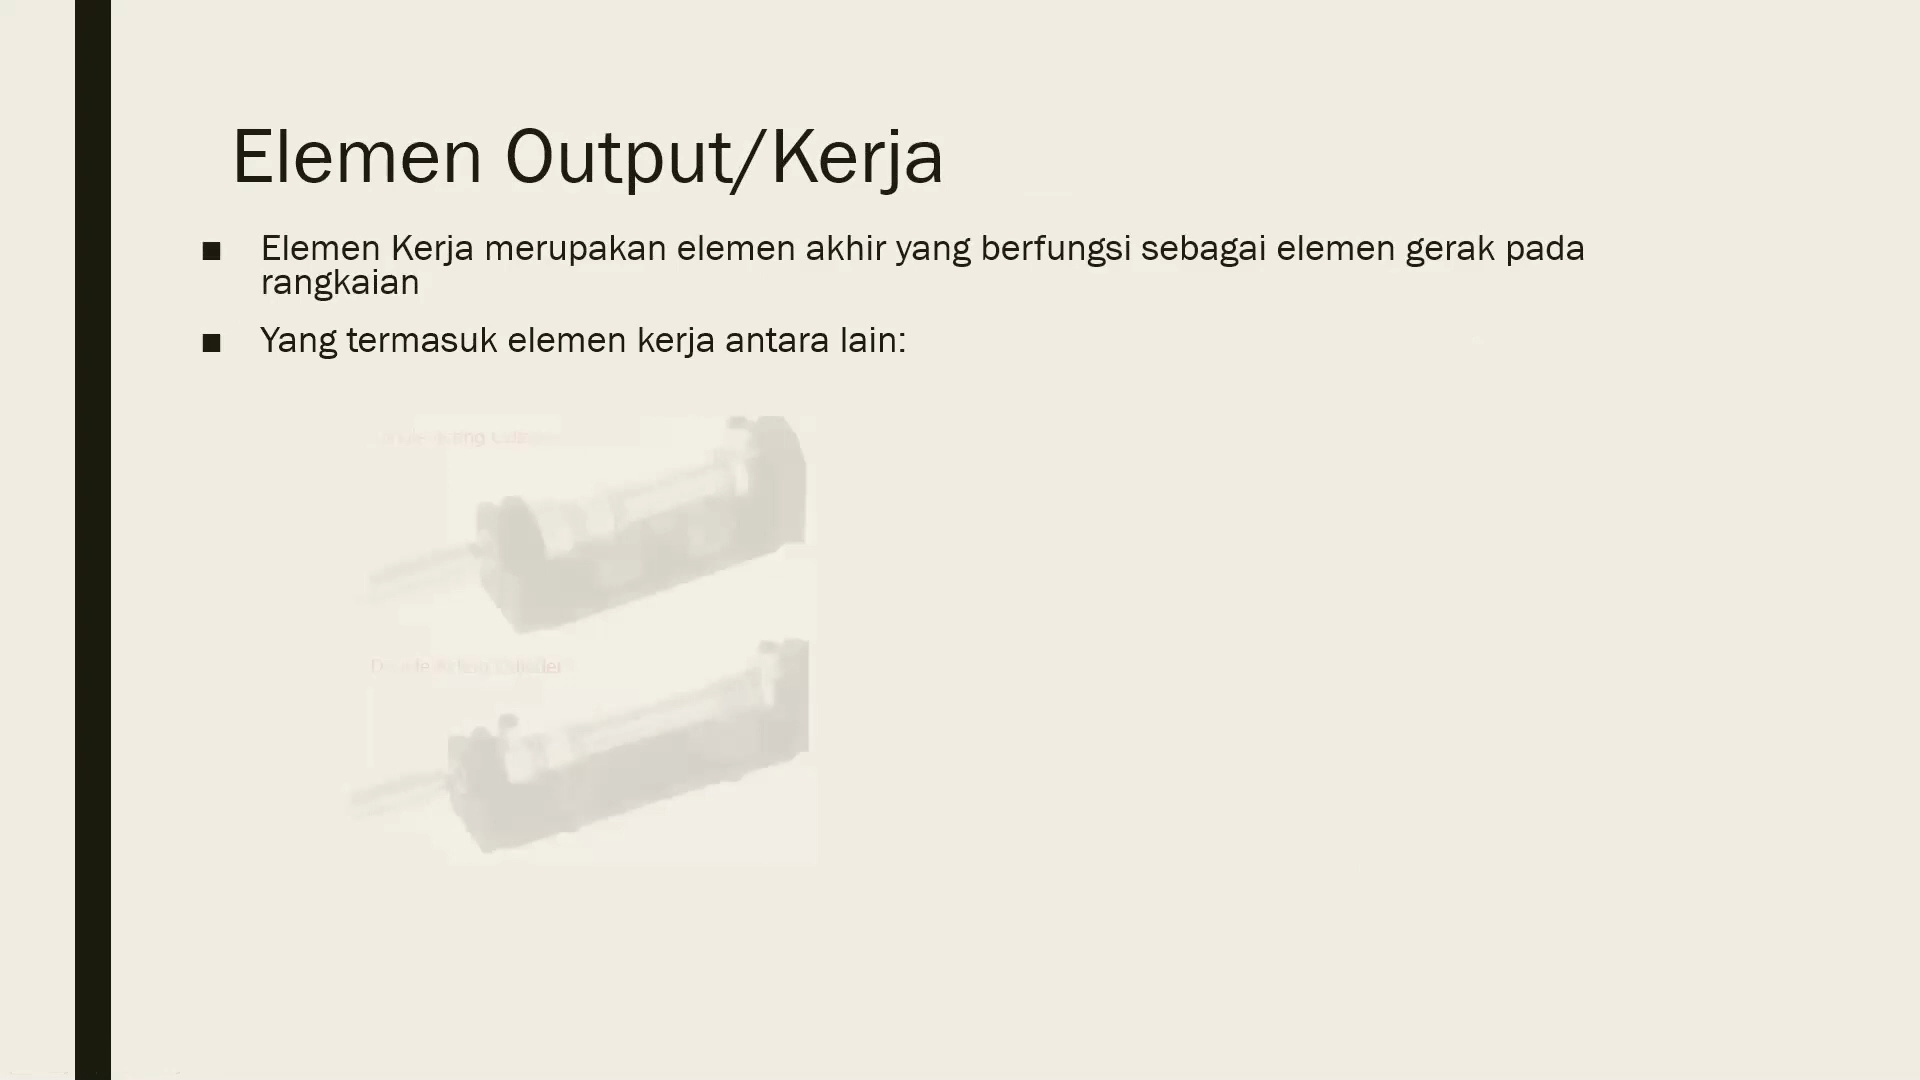 Elemen Output/Kerja
■ Elemen Kerja merupakan elemen akhir yang berfungsi sebagai elemen gerak pada
rangkaian
■ Yang termasuk elemen kerja antara lain: